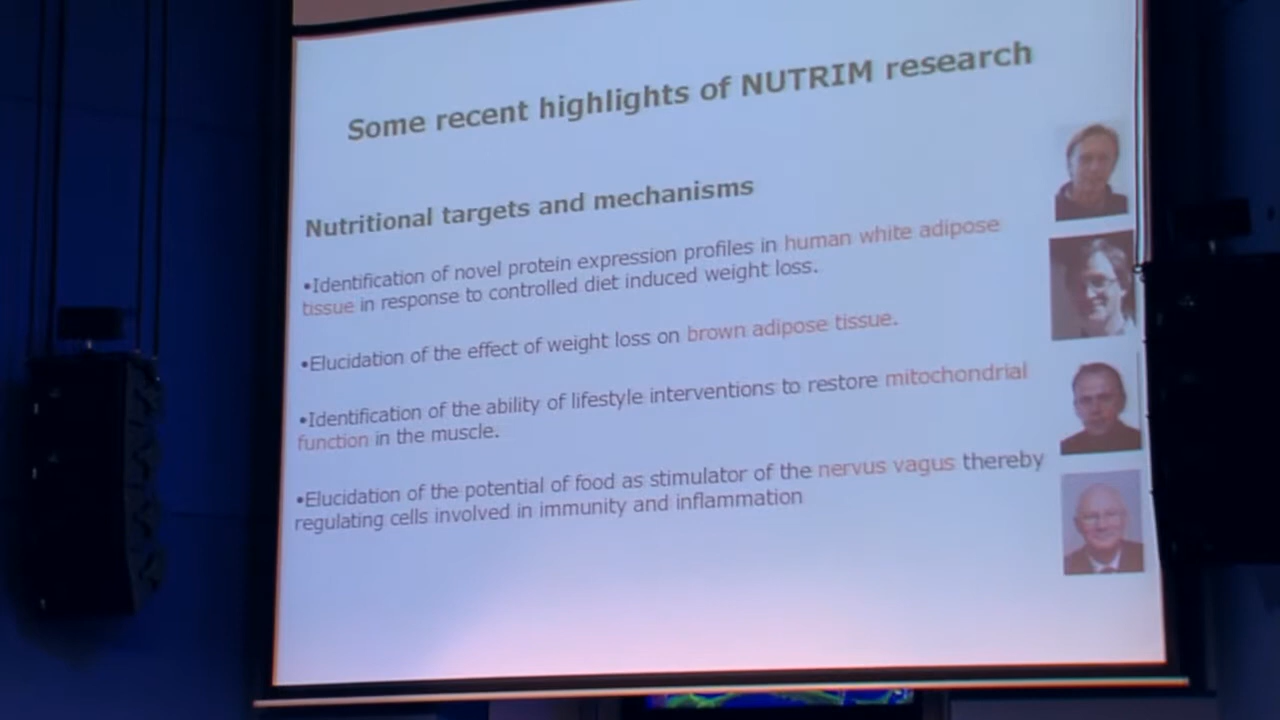 Some recent highlights of NUTRIM research
Nutritional targets and mechanisms
•Identification of novel protein expression profiles in human white adipose
tissue in response to controlled diet induced weight loss.
•Elucidation of the effect of weight loss on brown adipose tissue.
•Identification of the ability of lifestyle interventions to restore mitochondrial
function in the muscle.
•Elucidation of the potential of food as stimulator of the nervus vagus thereby
regulating cells involved in immunity and inflammation